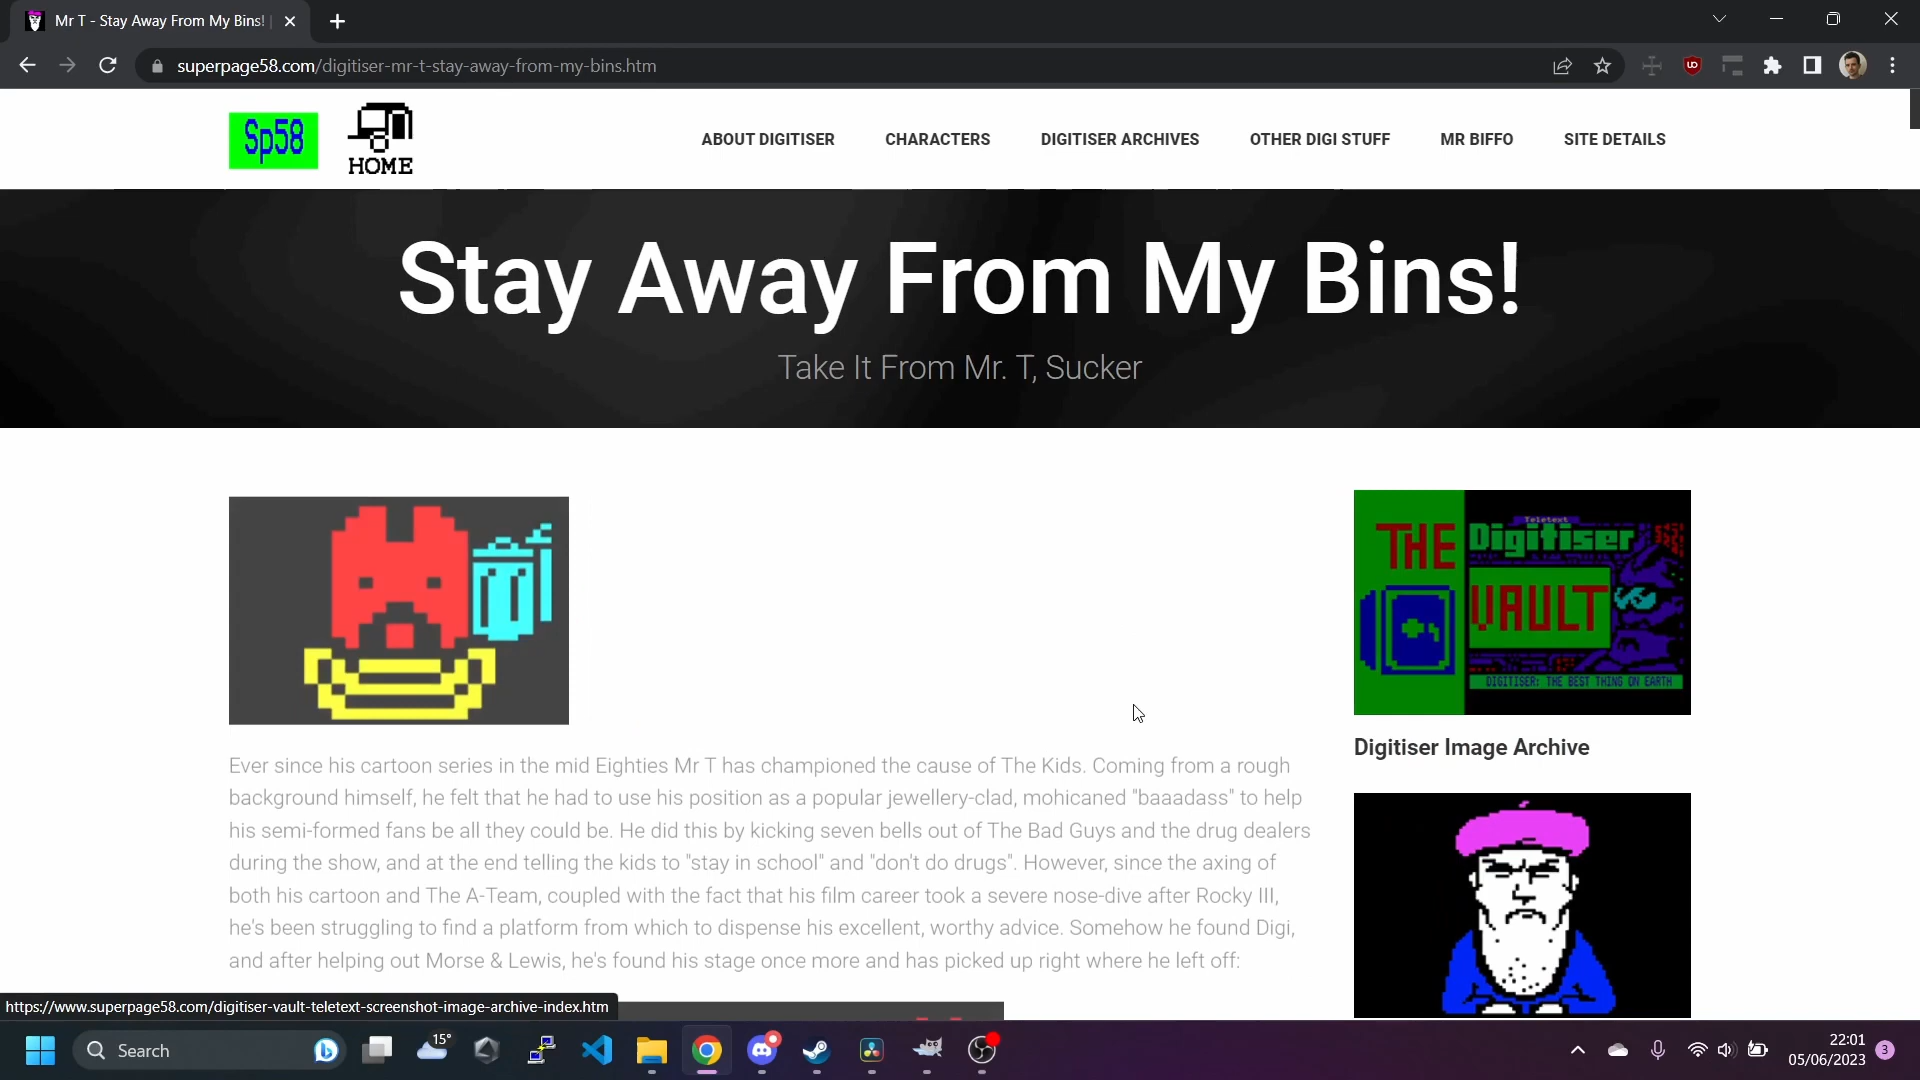 Mr T - Stay Away From My Bins! |
superpage58.com/digitiser-mr-t-stay-away-from-my-bins.htm
Sp58
HOME
ABOUT DIGITISER
CHARACTERS
DIGITISER ARCHIVES
OTHER DIGI STUFF
MR BIFFO
SITE DETAILS
Stay Away From My Bins!
Take It From Mr. T, Sucker
THE
VAULT
Teletext
Digitiser
DIGITISER: THE BEST THING ON EARTH
Digitiser Image Archive
Ever since his cartoon series in the mid Eighties Mr T has championed the cause of The Kids. Coming from a rough
background himself, he felt that he had to use his position as a popular jewellery-clad, mohicaned "baaadass" to help
his semi-formed fans be all they could be. He did this by kicking seven bells out of The Bad Guys and the drug dealers
during the show, and at the end telling the kids to "stay in school" and "don't do drugs". However, since the axing of
both his cartoon and The A-Team, coupled with the fact that his film career took a severe nose-dive after Rocky III,
he's been struggling to find a platform from which to dispense his excellent, worthy advice. Somehow he found Digi,
and after helping out Morse & Lewis, he's found his stage once more and has picked up right where he left off:
https://www.superpage58.com/digitiser-vault-teletext-screenshot-image-archive-index.htm
Search
15°
22:01
05/06/2023
3